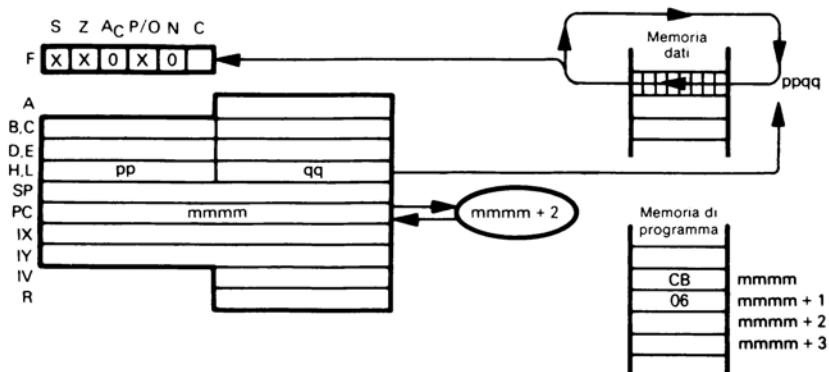 S Z AC P/O N C
F X X 0 X 0
Memoria
dati
ppqq
A
B,C
D,E
H,L pp qq
SP
PC mmmm mmmm + 2
IX
IY
IV
R
Memoria di
programma
CB mmmm
06 mmmm + 1
mmmm + 2
mmmm + 3